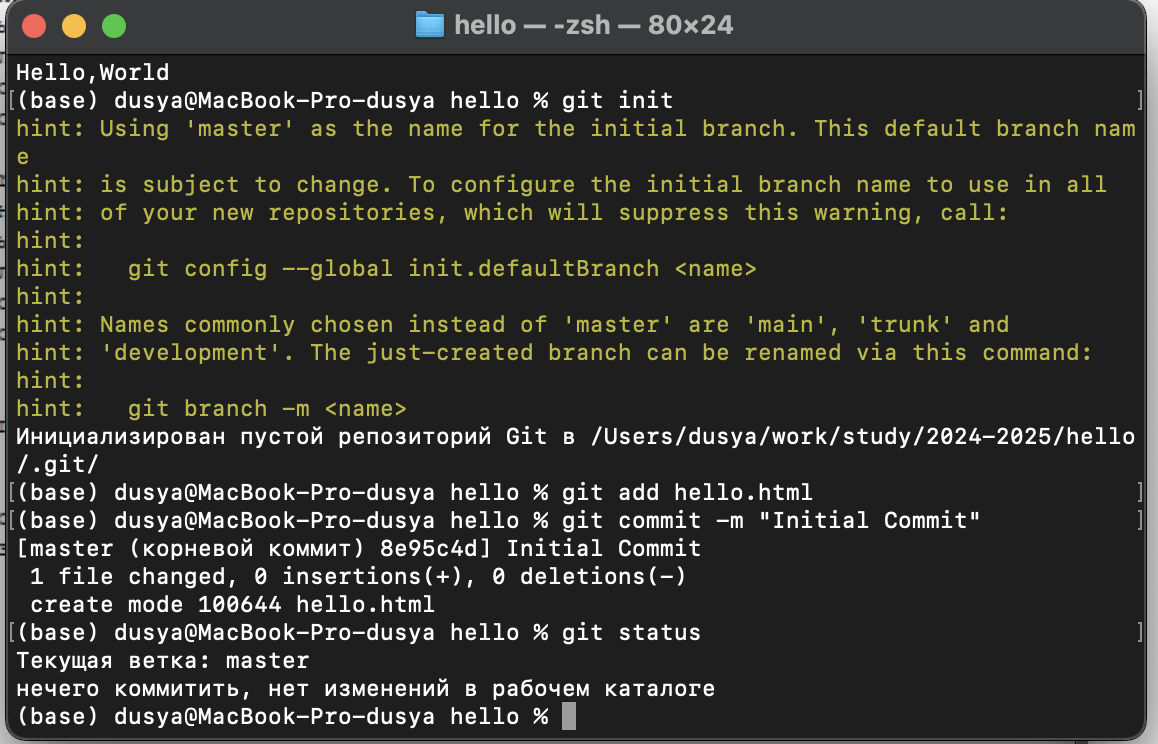 hello — -zsh — 80×24
Hello,World
[(base) dusya@MacBook-Pro-dusya hello % git init ]
hint: Using 'master' as the name for the initial branch. This default branch nam
e
hint: is subject to change. To configure the initial branch name to use in all
hint: of your new repositories, which will suppress this warning, call:
hint:
hint:   git config --global init.defaultBranch <name>
hint:
hint: Names commonly chosen instead of 'master' are 'main', 'trunk' and
hint: 'development'. The just-created branch can be renamed via this command:
hint:
hint:   git branch -m <name>
Инициализирован пустой репозиторий Git в /Users/dusya/work/study/2024-2025/hello
/.git/
[(base) dusya@MacBook-Pro-dusya hello % git add hello.html ]
[(base) dusya@MacBook-Pro-dusya hello % git commit -m "Initial Commit" ]
[master (корневой коммит) 8e95c4d] Initial Commit
 1 file changed, 0 insertions(+), 0 deletions(-)
 create mode 100644 hello.html
[(base) dusya@MacBook-Pro-dusya hello % git status ]
Текущая ветка: master
нечего коммитить, нет изменений в рабочем каталоге
(base) dusya@MacBook-Pro-dusya hello %